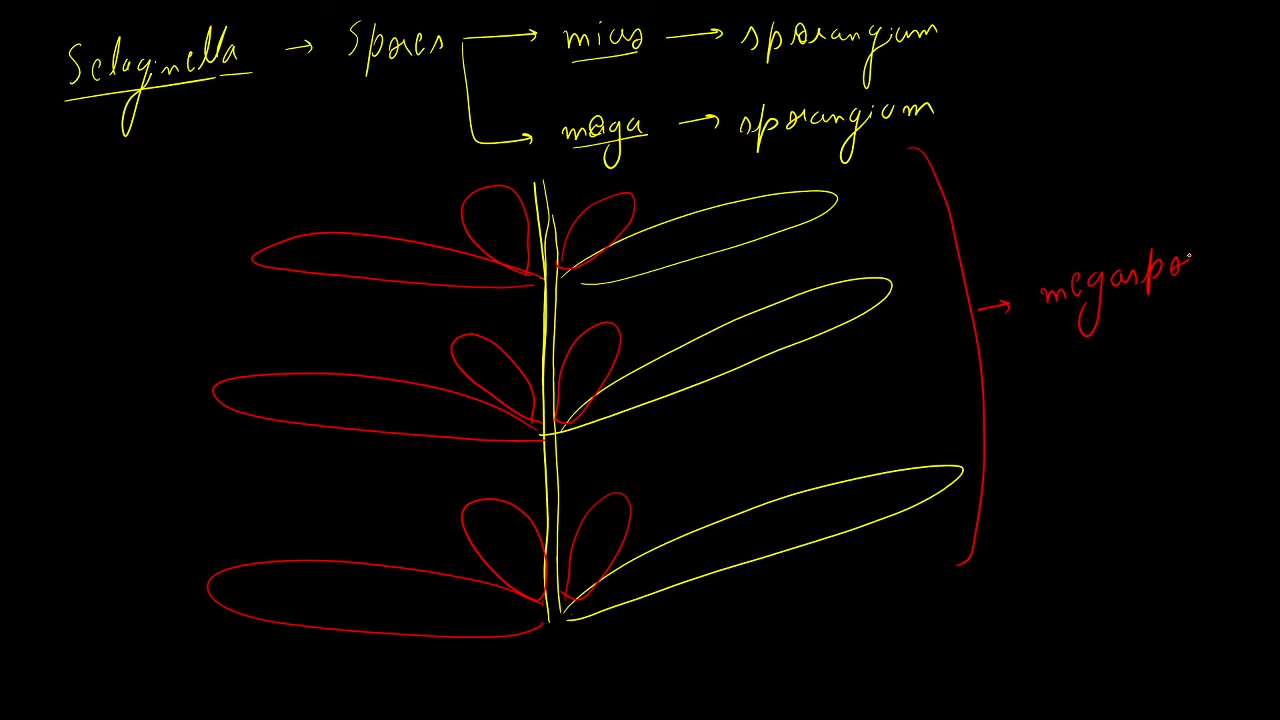 Selaginella → Spores → micro → sporangium
mega → sporangium
→ megaspo